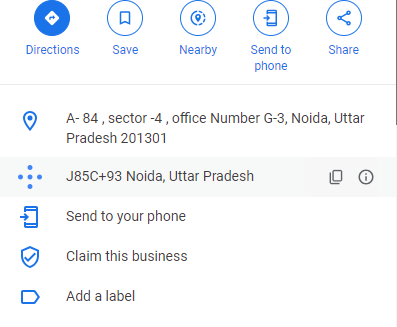 Directions
Save
Nearby
Send to
phone
Share
A- 84 , sector -4 , office Number G-3, Noida, Uttar
Pradesh 201301
J85C+93 Noida, Uttar Pradesh
Send to your phone
Claim this business
Add a label